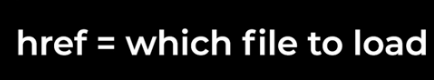 href = which file to load